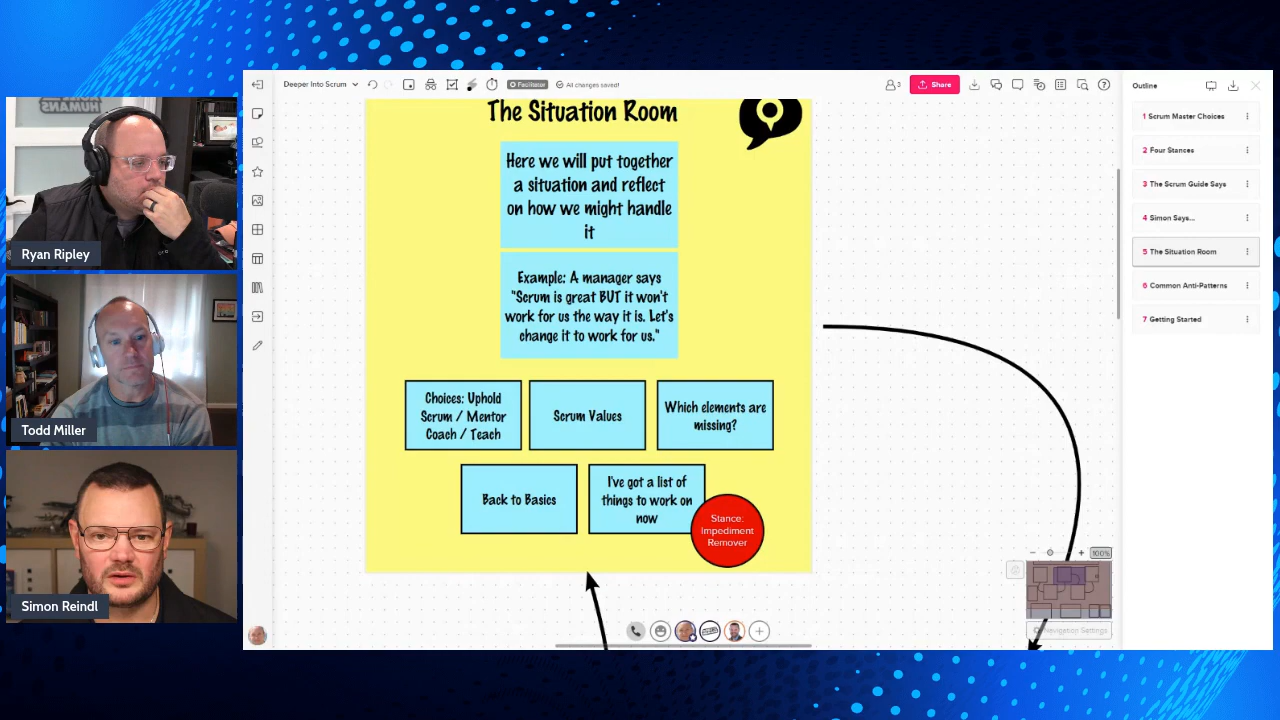 HUMANS
Ryan Ripley
Todd Miller
Simon Reindl
Deeper Into Scrum
Facilitator
All changes saved!
3
Share
The Situation Room
Here we will put together
a situation and reflect
on how we might handle
it
Example: A manager says
"Scrum is great BUT it won't
work for us the way it is. Let's
change it to work for us."
Choices: Uphold
Scrum / Mentor
Coach / Teach
Scrum Values
Which elements are
missing?
Back to Basics
I've got a list of
things to work on
now
Stance:
Impediment
Remover
100%
Navigation Settings
Outline
1 Scrum Master Choices
2 Four Stances
3 The Scrum Guide Says
4 Simon Says...
5 The Situation Room
6 Common Anti-Patterns
7 Getting Started